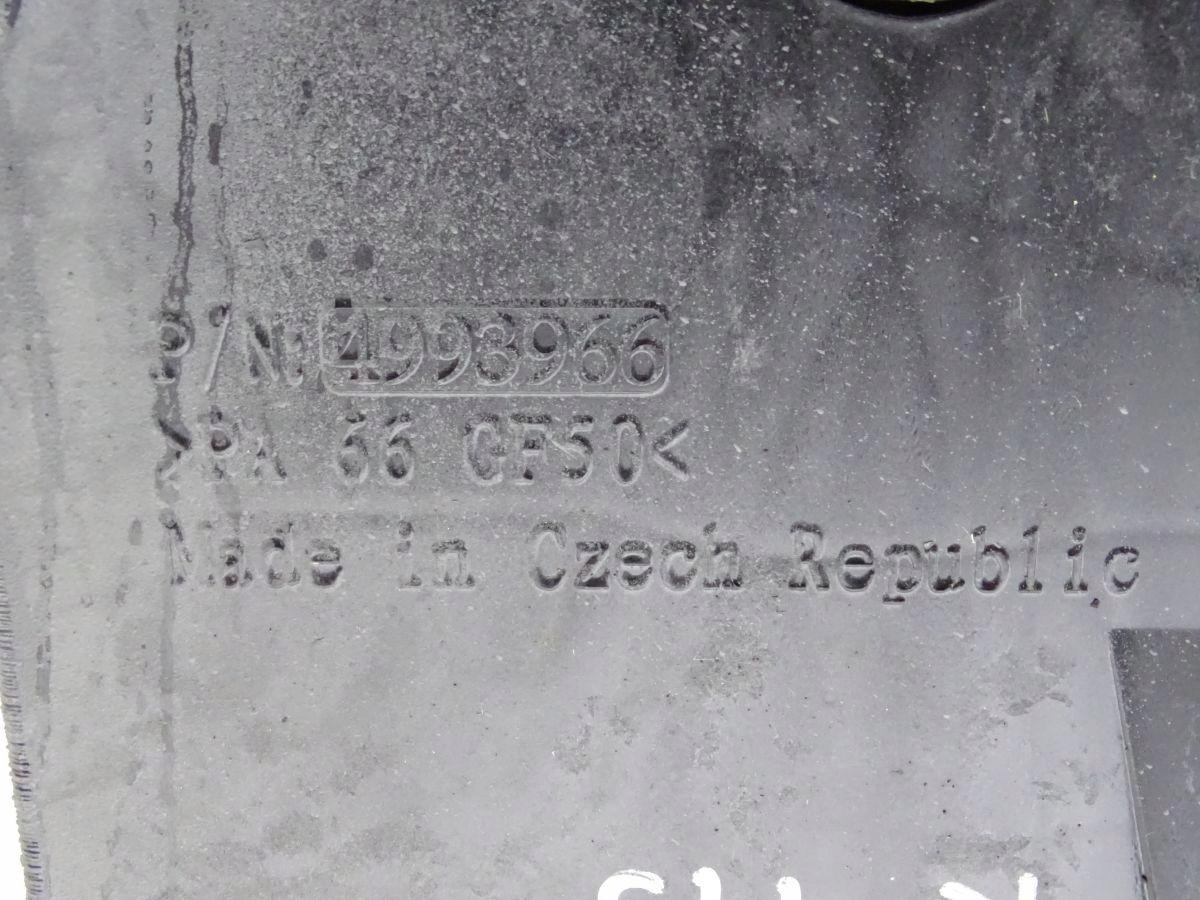 P/N: 4993966
>PA 66 GF50<
Made in Czech Republic